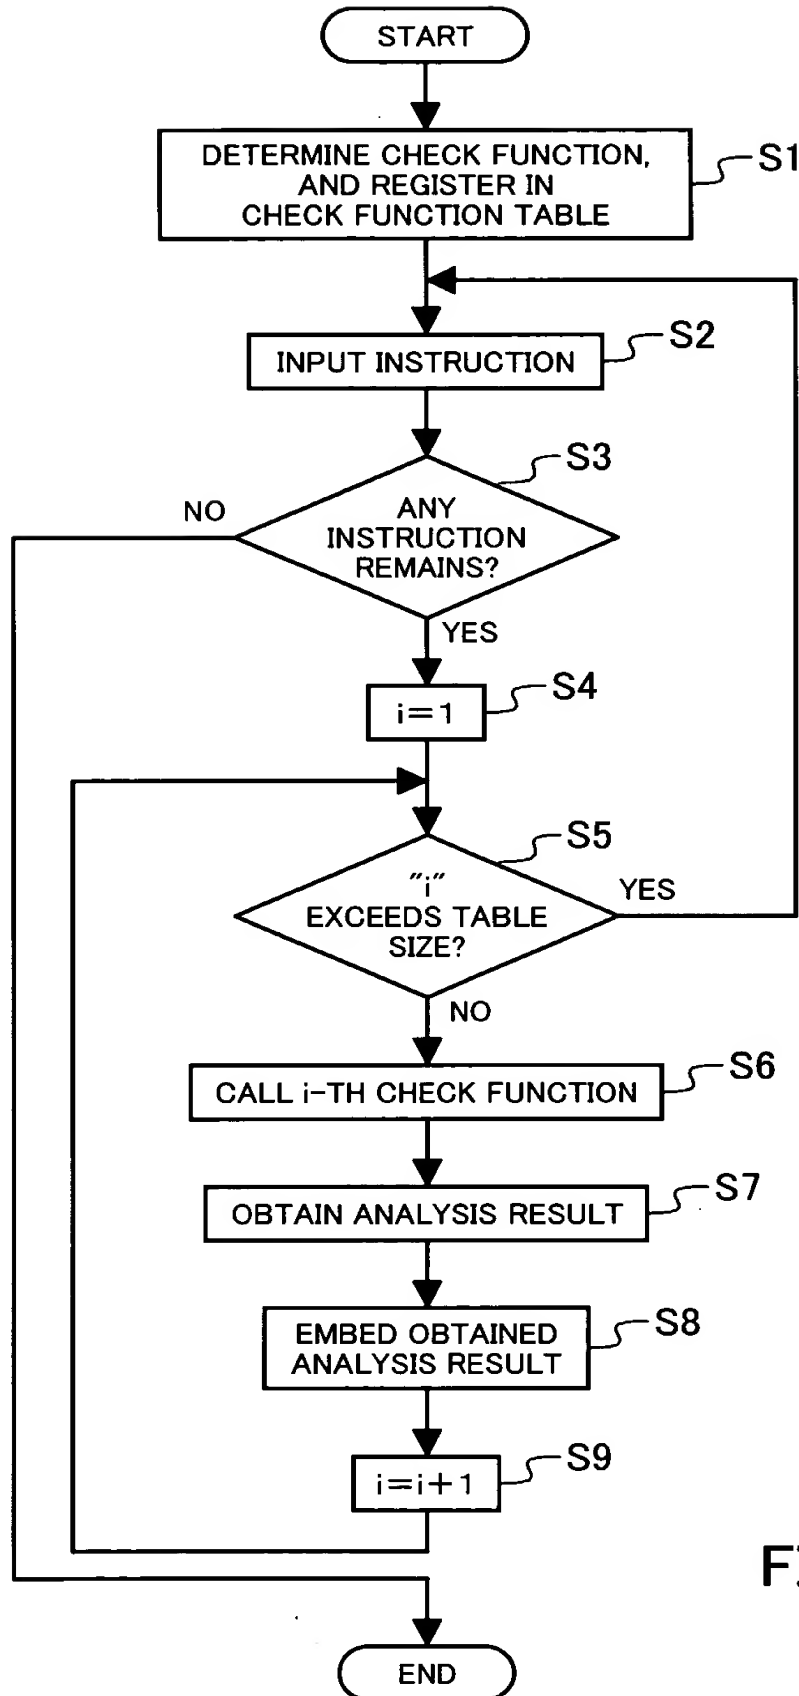 START
DETERMINE CHECK FUNCTION,
AND REGISTER IN
CHECK FUNCTION TABLE
S1
INPUT INSTRUCTION
S2
S3
NO
ANY
INSTRUCTION
REMAINS?
YES
i=1
S4
S5
"i"
EXCEEDS TABLE
SIZE?
YES
NO
CALL i-TH CHECK FUNCTION
S6
OBTAIN ANALYSIS RESULT
S7
EMBED OBTAINED
ANALYSIS RESULT
S8
i=i+1
S9
END